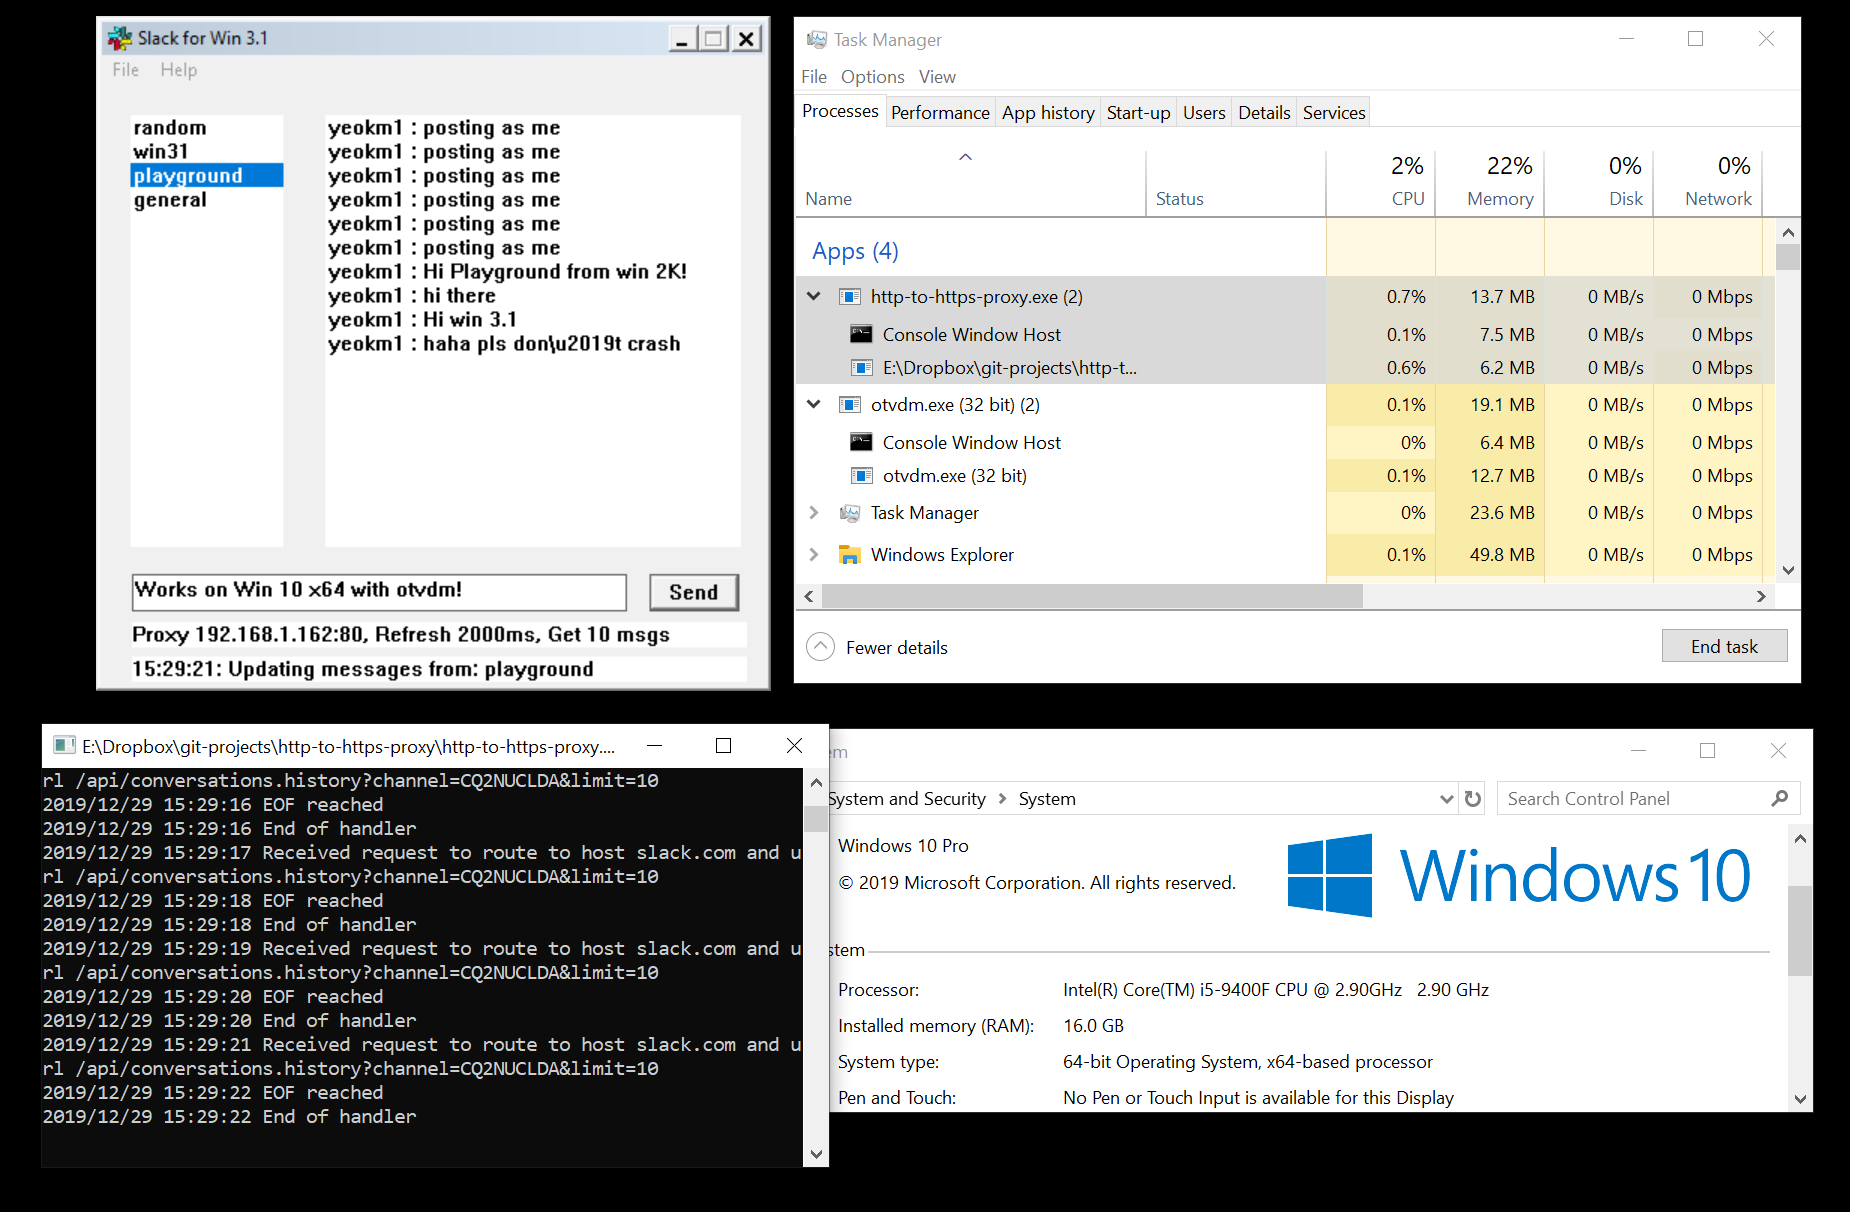 Slack for Win 3.1
File Help
random
win31
playground
general
yeokm1 : posting as me
yeokm1 : posting as me
yeokm1 : posting as me
yeokm1 : posting as me
yeokm1 : posting as me
yeokm1 : posting as me
yeokm1 : Hi Playground from win 2K!
yeokm1 : hi there
yeokm1 : Hi win 3.1
yeokm1 : haha pls don\u2019t crash
Works on Win 10 x64 with otvdm!
Send
Proxy 192.168.1.162:80, Refresh 2000ms, Get 10 msgs
15:29:21: Updating messages from: playground
Task Manager
File Options View
Processes Performance App history Start-up Users Details Services
2% 22% 0% 0%
Name Status CPU Memory Disk Network
Apps (4)
http-to-https-proxy.exe (2) 0.7% 13.7 MB 0 MB/s 0 Mbps
Console Window Host 0.1% 7.5 MB 0 MB/s 0 Mbps
E:\Dropbox\git-projects\http-t... 0.6% 6.2 MB 0 MB/s 0 Mbps
otvdm.exe (32 bit) (2) 0.1% 19.1 MB 0 MB/s 0 Mbps
Console Window Host 0% 6.4 MB 0 MB/s 0 Mbps
otvdm.exe (32 bit) 0.1% 12.7 MB 0 MB/s 0 Mbps
Task Manager 0% 23.6 MB 0 MB/s 0 Mbps
Windows Explorer 0.1% 49.8 MB 0 MB/s 0 Mbps
Fewer details
End task
E:\Dropbox\git-projects\http-to-https-proxy\http-to-https-proxy....
rl /api/conversations.history?channel=CQ2NUCLDA&limit=10
2019/12/29 15:29:16 EOF reached
2019/12/29 15:29:16 End of handler
2019/12/29 15:29:17 Received request to route to host slack.com and u
rl /api/conversations.history?channel=CQ2NUCLDA&limit=10
2019/12/29 15:29:18 EOF reached
2019/12/29 15:29:18 End of handler
2019/12/29 15:29:19 Received request to route to host slack.com and u
rl /api/conversations.history?channel=CQ2NUCLDA&limit=10
2019/12/29 15:29:20 EOF reached
2019/12/29 15:29:20 End of handler
2019/12/29 15:29:21 Received request to route to host slack.com and u
rl /api/conversations.history?channel=CQ2NUCLDA&limit=10
2019/12/29 15:29:22 EOF reached
2019/12/29 15:29:22 End of handler
em
System and Security > System
Search Control Panel
Windows 10 Pro
© 2019 Microsoft Corporation. All rights reserved.
Windows 10
stem
Processor: Intel(R) Core(TM) i5-9400F CPU @ 2.90GHz 2.90 GHz
Installed memory (RAM): 16.0 GB
System type: 64-bit Operating System, x64-based processor
Pen and Touch: No Pen or Touch Input is available for this Display